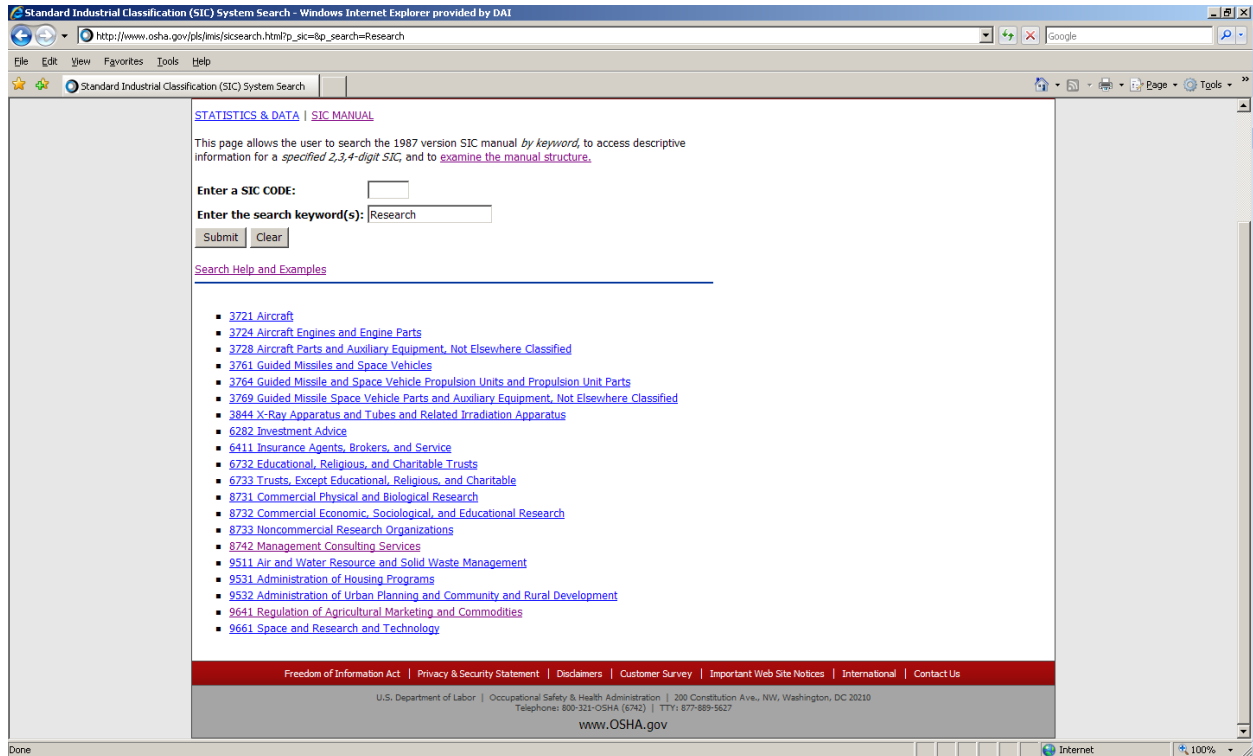 Standard Industrial Classification (SIC) System Search - Windows Internet Explorer provided by DAI
http://www.osha.gov/pls/imis/sicsearch.html?p_sic=&p_search=Research
Google
File Edit View Favorites Tools Help
Standard Industrial Classification (SIC) System Search
Page Tools »
STATISTICS & DATA | SIC MANUAL
This page allows the user to search the 1987 version SIC manual by keyword, to access descriptive
information for a specified 2,3,4-digit SIC, and to examine the manual structure.
Enter a SIC CODE:
Enter the search keyword(s): Research
Submit Clear
Search Help and Examples
3721 Aircraft
3724 Aircraft Engines and Engine Parts
3728 Aircraft Parts and Auxiliary Equipment, Not Elsewhere Classified
3761 Guided Missiles and Space Vehicles
3764 Guided Missile and Space Vehicle Propulsion Units and Propulsion Unit Parts
3769 Guided Missile Space Vehicle Parts and Auxiliary Equipment, Not Elsewhere Classified
3844 X-Ray Apparatus and Tubes and Related Irradiation Apparatus
6282 Investment Advice
6411 Insurance Agents, Brokers, and Service
6732 Educational, Religious, and Charitable Trusts
6733 Trusts, Except Educational, Religious, and Charitable
8731 Commercial Physical and Biological Research
8732 Commercial Economic, Sociological, and Educational Research
8733 Noncommercial Research Organizations
8742 Management Consulting Services
9511 Air and Water Resource and Solid Waste Management
9531 Administration of Housing Programs
9532 Administration of Urban Planning and Community and Rural Development
9641 Regulation of Agricultural Marketing and Commodities
9661 Space and Research and Technology
Freedom of Information Act | Privacy & Security Statement | Disclaimers | Customer Survey | Important Web Site Notices | International | Contact Us
U.S. Department of Labor | Occupational Safety & Health Administration | 200 Constitution Ave., NW, Washington, DC 20210
Telephone: 800-321-OSHA (6742) | TTY: 877-889-5627
www.OSHA.gov
Done Internet 100%